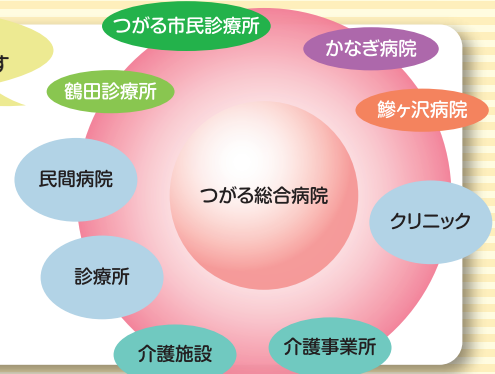 つがる市民診療所
かなぎ病院
す
鶴田診療所
鰺ヶ沢病院
民間病院
つがる総合病院
クリニック
診療所
介護施設
介護事業所